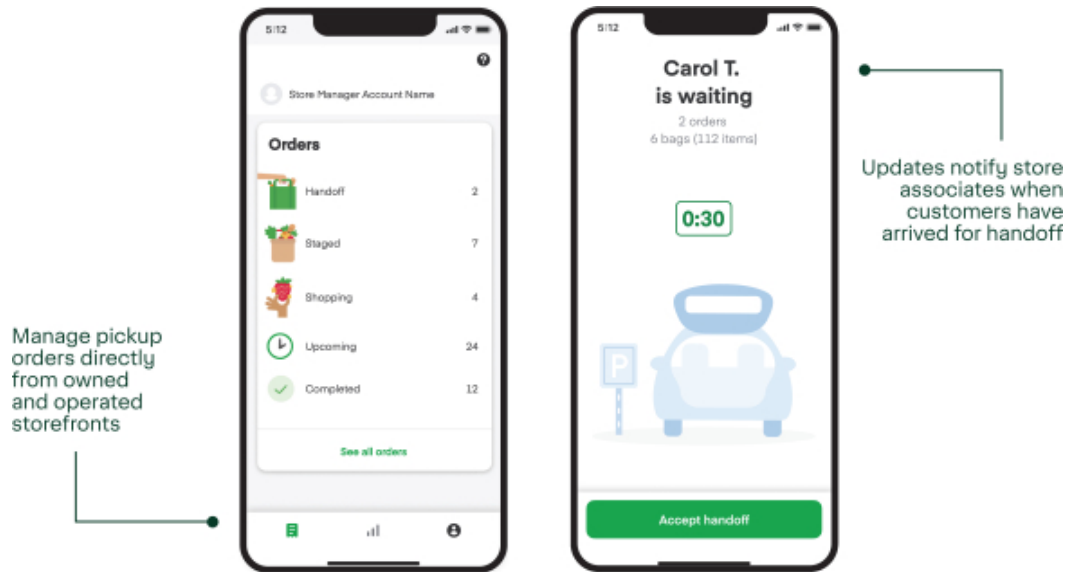 5:12
Store Manager Account Name
Orders
Handoff 2
Staged 7
Shopping 4
Upcoming 24
Completed 12
See all orders
Manage pickup
orders directly
from owned
and operated
storefronts
5:12
Carol T.
is waiting
2 orders
6 bags (112 items)
0:30
P
Accept handoff
Updates notify store
associates when
customers have
arrived for handoff